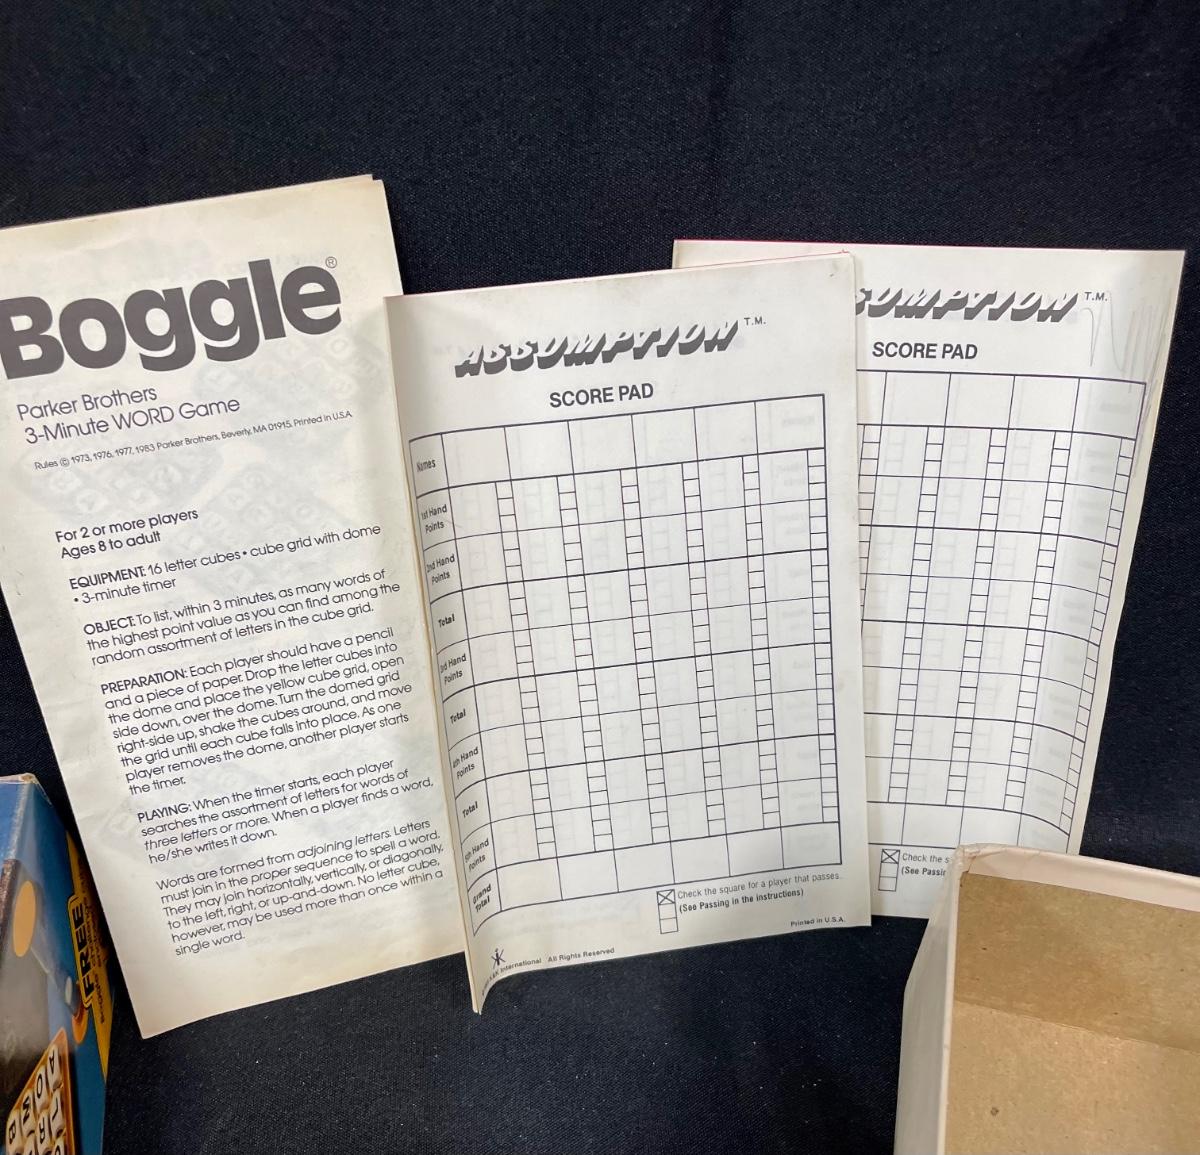 Boggle®
Parker Brothers
3-Minute WORD Game
Rules © 1973, 1976, 1977, 1983 Parker Brothers, Beverly, MA 01915. Printed in U.S.A.
For 2 or more players
Ages 8 to adult
EQUIPMENT: 16 letter cubes • cube grid with dome
• 3-minute timer
OBJECT: To list, within 3 minutes, as many words of
the highest point value as you can find among the
random assortment of letters in the cube grid.
PREPARATION: Each player should have a pencil
and a piece of paper. Drop the letter cubes into
the dome and place the yellow cube grid, open
side down, over the dome. Turn the domed grid
right-side up, shake the cubes around, and move
the grid until each cube falls into place. As one
player removes the dome, another player starts
the timer.
PLAYING: When the timer starts, each player
searches the assortment of letters for words of
three letters or more. When a player finds a word,
he/she writes it down.
Words are formed from adjoining letters. Letters
must join in the proper sequence to spell a word.
They may join horizontally, vertically, or diagonally,
to the left, right, or up-and-down. No letter cube,
however, may be used more than once within a
single word.
ASSUMPTION T.M.
SCORE PAD
Names
1st Hand
Points
2nd Hand
Points
Total
3rd Hand
Points
Total
4th Hand
Points
Total
5th Hand
Points
Grand
Total
Check the square for a player that passes.
(See Passing in the instructions)
International All Rights Reserved
Printed in U.S.A.
SUMPTION T.M.
SCORE PAD
Check the s
(See Passin
FREE